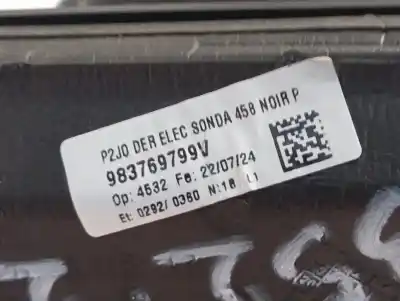 P2JO DER ELEC SONDA 458 NOIR P
983769799V
Op: 4532 Fe: 22/07/24
Et: 0292/ 0360 N:18 L1